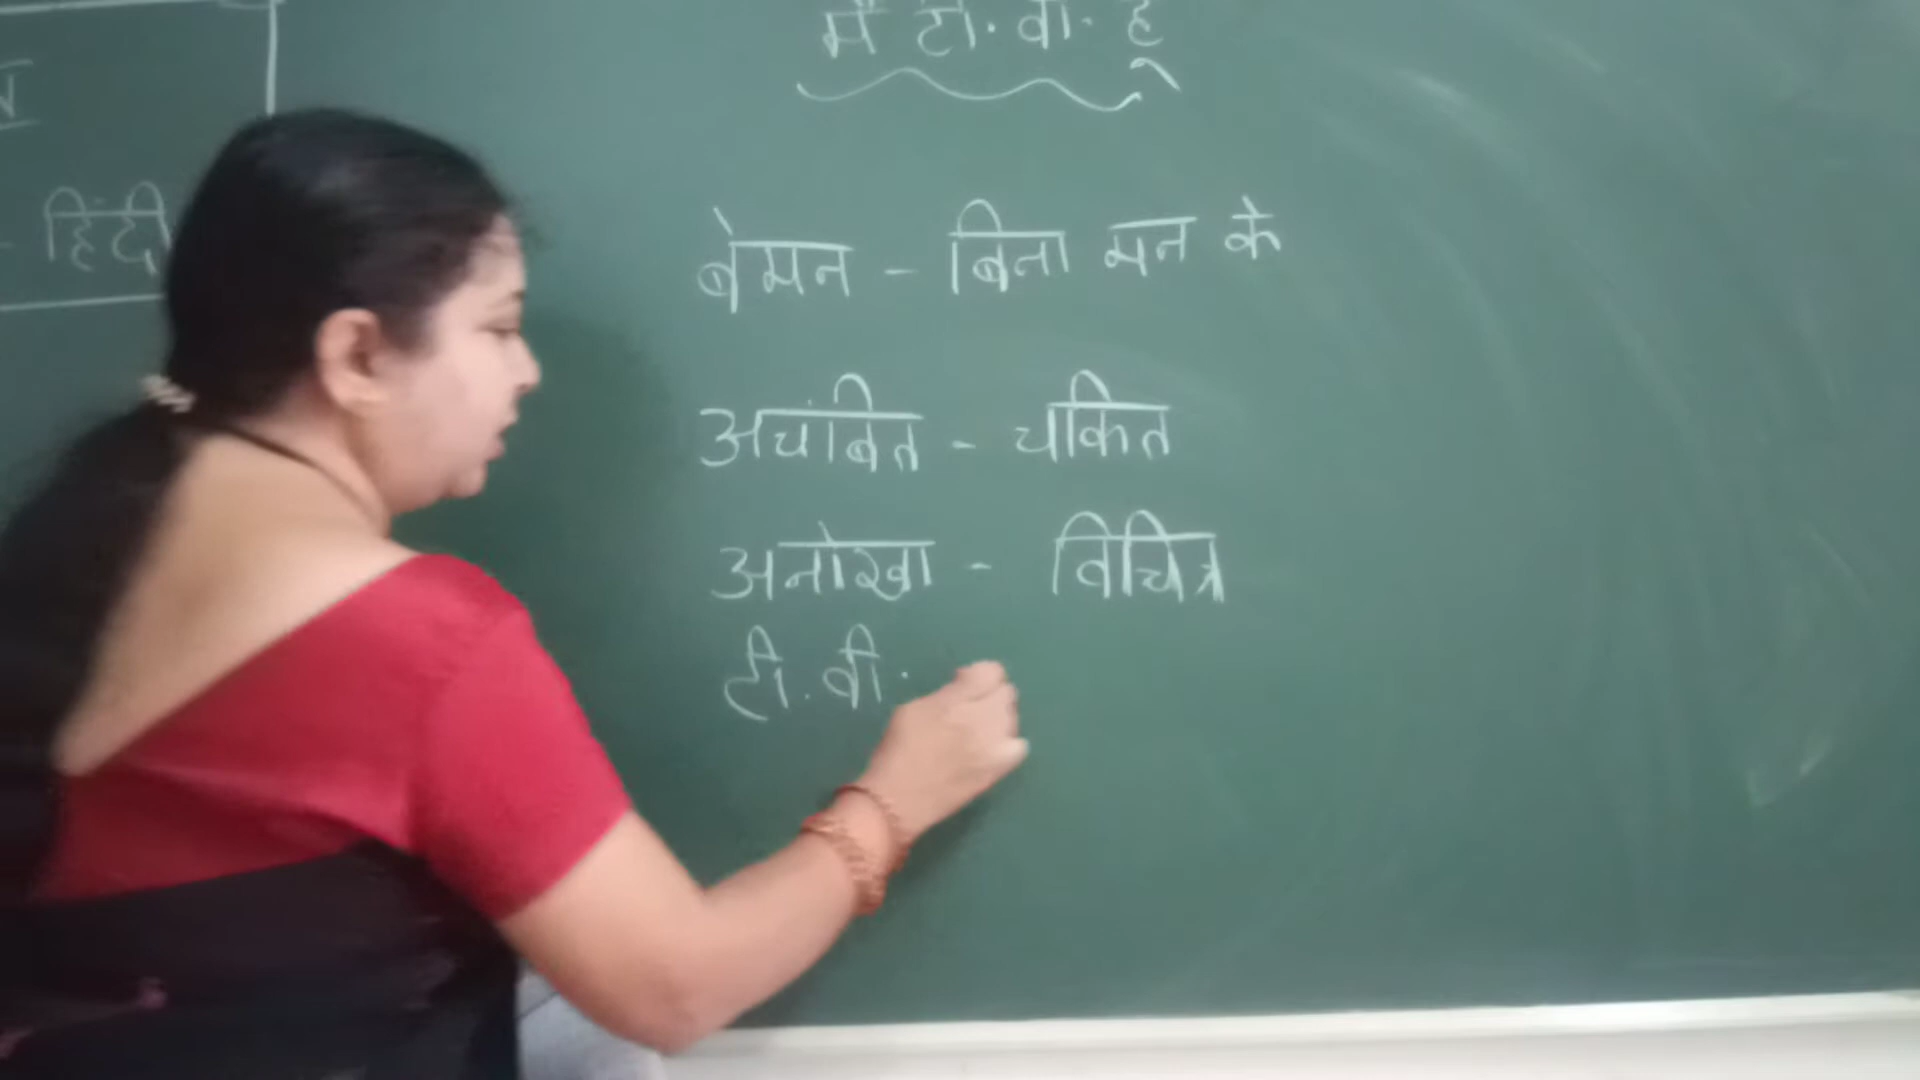 मैं टी. वी. हूँ
- हिंदी
बेमन - बिना मन के
अचंबित - चकित
अनोखा - विचित्र
टी. वी.